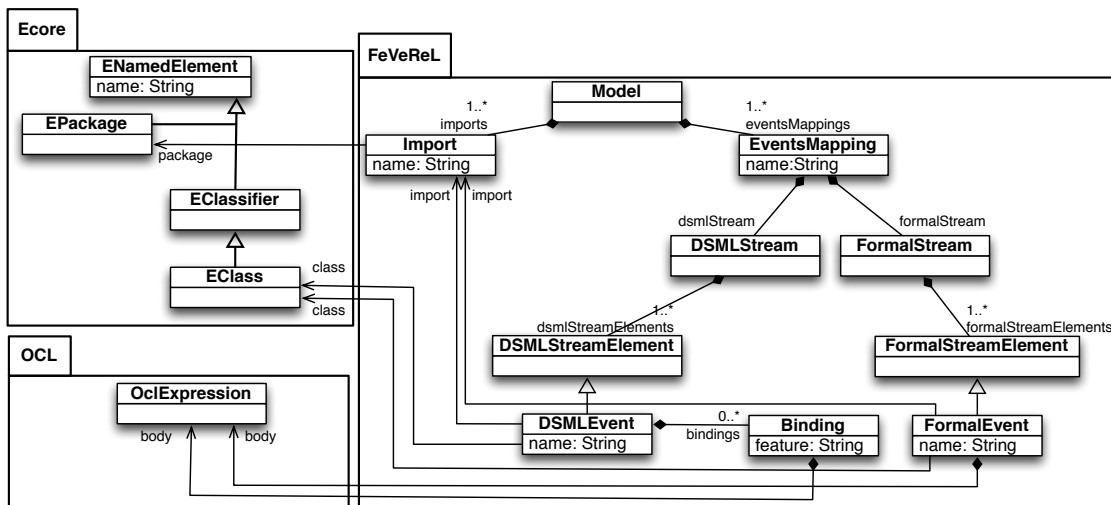 Ecore
ENamedElement
name: String
EPackage
package
EClassifier
EClass
class
class
OCL
OclExpression
body
body
FeVeReL
Model
1..*
imports
1..*
eventsMappings
Import
name: String
import
import
EventsMapping
name:String
dsmlStream
formalStream
DSMLStream
FormalStream
1..*
dsmlStreamElements
1..*
formalStreamElements
DSMLStreamElement
FormalStreamElement
DSMLEvent
name: String
0..*
bindings
Binding
feature: String
FormalEvent
name: String